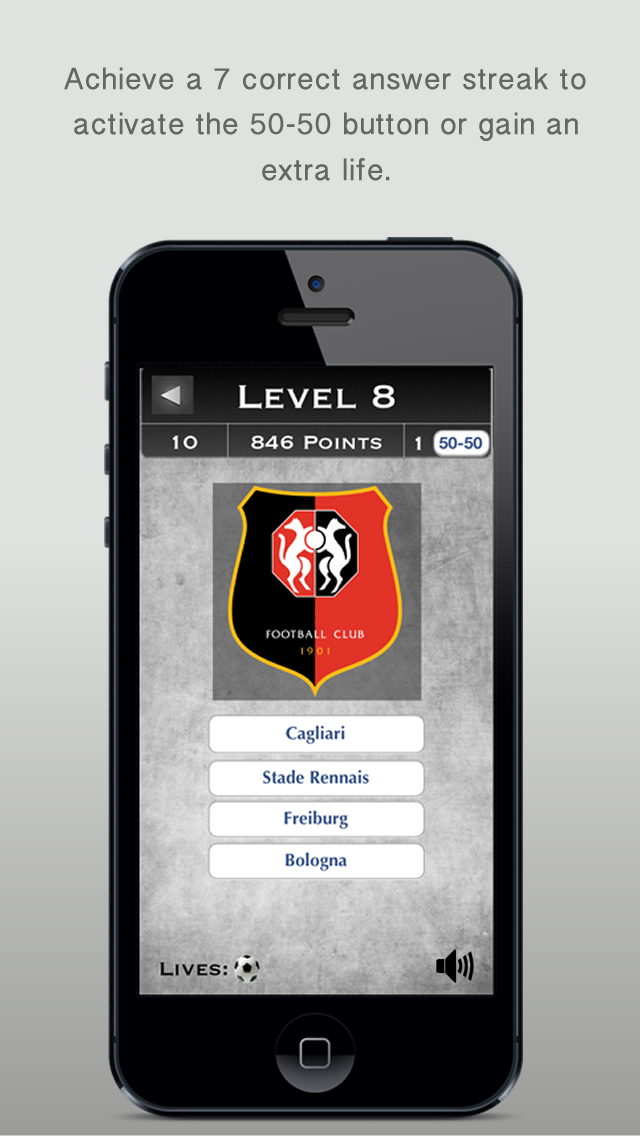 Achieve a 7 correct answer streak to
activate the 50-50 button or gain an
extra life.
LEVEL 8
10 846 POINTS 1 50-50
FOOTBALL CLUB
1901
Cagliari
Stade Rennais
Freiburg
Bologna
LIVES: